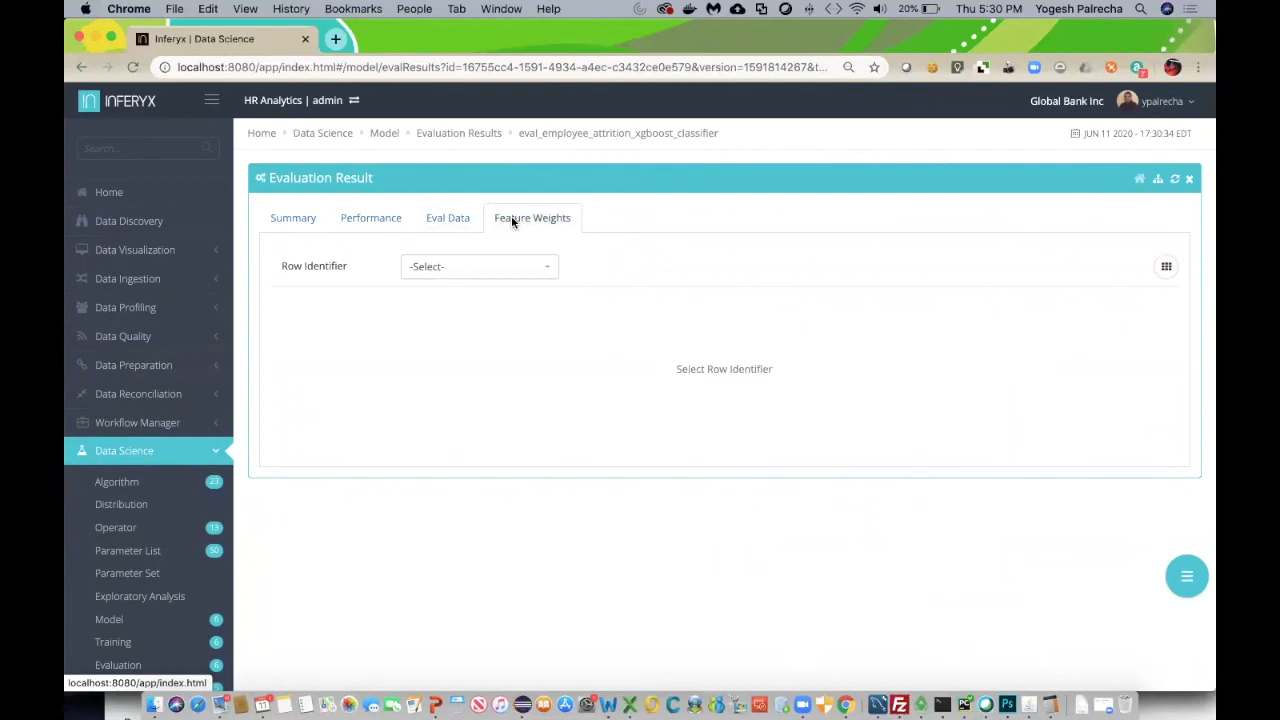 Chrome File Edit View History Bookmarks People Tab Window Help 20% Thu 5:30 PM Yogesh Palrecha
Inferyx | Data Science
localhost:8080/app/index.html#/model/evalResults?id=16755cc4-1591-4934-a4ec-c3432ce0e579&version=1591814267&t...
INFERYX HR Analytics | admin Global Bank Inc ypalrecha
Home Data Science Model Evaluation Results eval_employee_attrition_xgboost_classifier JUN 11 2020 - 17:30:34 EDT
Search...
Evaluation Result
Summary Performance Eval Data Feature Weights
Row Identifier -Select-
Select Row Identifier
Home
Data Discovery
Data Visualization
Data Ingestion
Data Profiling
Data Quality
Data Preparation
Data Reconciliation
Workflow Manager
Data Science
Algorithm 23
Distribution
Operator 13
Parameter List 50
Parameter Set
Exploratory Analysis
Model 6
Training 6
Evaluation 6
localhost:8080/app/index.html